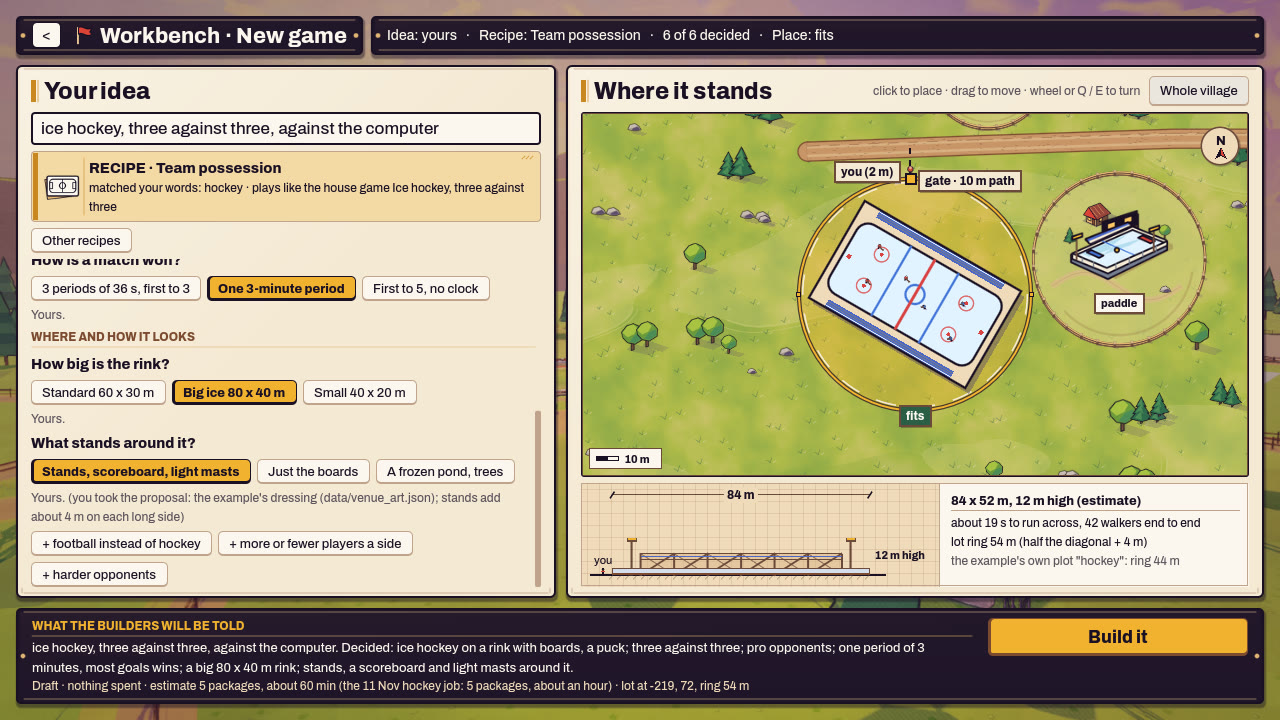 <
Workbench · New game
Idea: yours · Recipe: Team possession · 6 of 6 decided · Place: fits
Your idea
ice hockey, three against three, against the computer
RECIPE · Team possession
matched your words: hockey · plays like the house game Ice hockey, three against
three
Other recipes
How is a match won?
3 periods of 36 s, first to 3
One 3-minute period
First to 5, no clock
Yours.
WHERE AND HOW IT LOOKS
How big is the rink?
Standard 60 x 30 m
Big ice 80 x 40 m
Small 40 x 20 m
Yours.
What stands around it?
Stands, scoreboard, light masts
Just the boards
A frozen pond, trees
Yours. (you took the proposal: the example's dressing (data/venue_art.json); stands add
about 4 m on each long side)
+ football instead of hockey
+ more or fewer players a side
+ harder opponents
Where it stands
click to place · drag to move · wheel or Q / E to turn
Whole village
N
you (2 m)
gate · 10 m path
paddle
fits
10 m
84 m
you
12 m high
84 x 52 m, 12 m high (estimate)
about 19 s to run across, 42 walkers end to end
lot ring 54 m (half the diagonal + 4 m)
the example's own plot "hockey": ring 44 m
WHAT THE BUILDERS WILL BE TOLD
ice hockey, three against three, against the computer. Decided: ice hockey on a rink with boards, a puck; three against three; pro opponents; one period of 3
minutes, most goals wins; a big 80 x 40 m rink; stands, a scoreboard and light masts around it.
Draft · nothing spent · estimate 5 packages, about 60 min (the 11 Nov hockey job: 5 packages, about an hour) · lot at -219, 72, ring 54 m
Build it